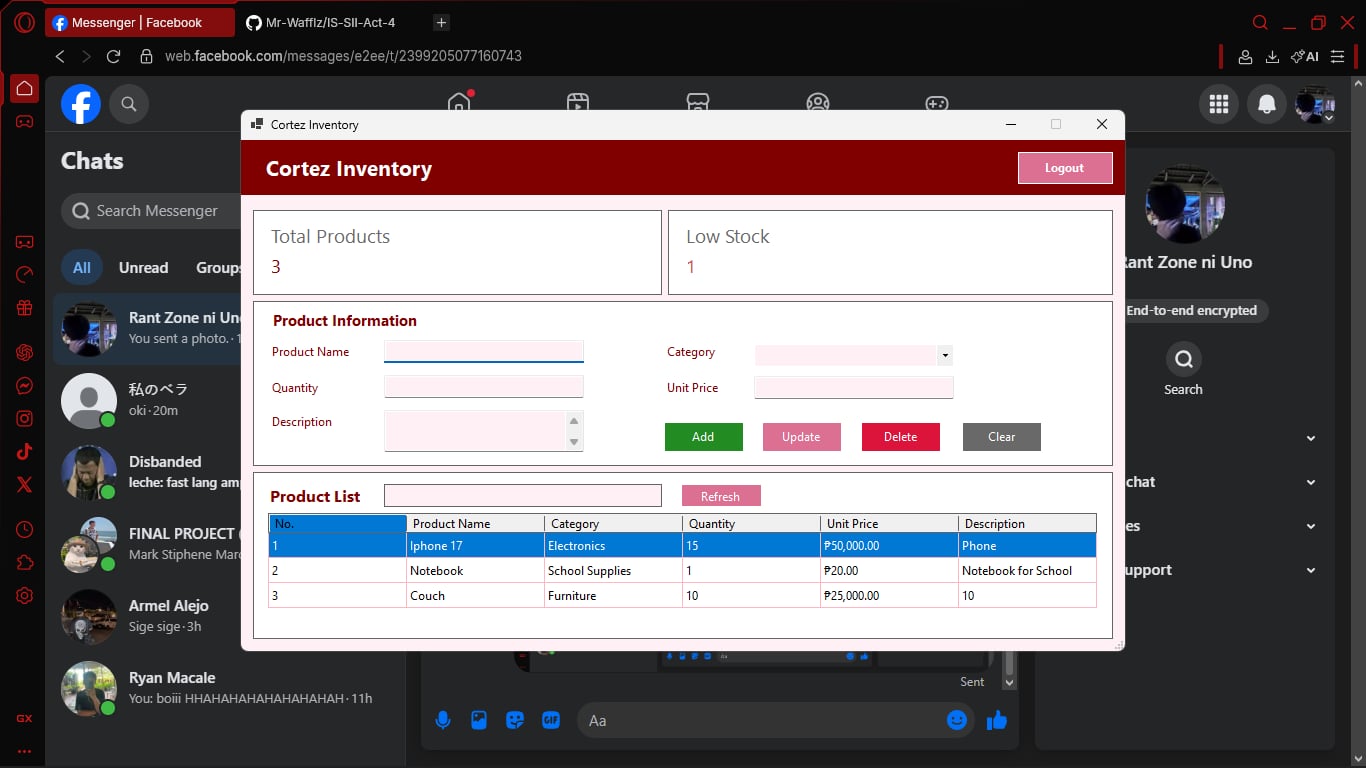 Messenger | Facebook
Mr-Wafflz/IS-SII-Act-4
web.facebook.com/messages/e2ee/t/2399205077160743
AI
Chats
Search Messenger
All
Unread
Groups
Rant Zone ni Uno
You sent a photo.·1
私のベラ
oki·20m
Disbanded
leche: fast lang amp
FINAL PROJECT (
Mark Stiphene Marc
Armel Alejo
Sige sige·3h
Ryan Macale
You: boiii HHAHAHAHAHAHAHAHAH·11h
GX
Cortez Inventory
Cortez Inventory
Logout
Total Products
3
Low Stock
1
Product Information
Product Name
Category
Quantity
Unit Price
Description
Add
Update
Delete
Clear
Product List
Refresh
No. Product Name Category Quantity Unit Price Description
1 Iphone 17 Electronics 15 ₱50,000.00 Phone
2 Notebook School Supplies 1 ₱20.00 Notebook for School
3 Couch Furniture 10 ₱25,000.00 10
Sent
GIF
Aa
Rant Zone ni Uno
End-to-end encrypted
Search
chat
es
upport